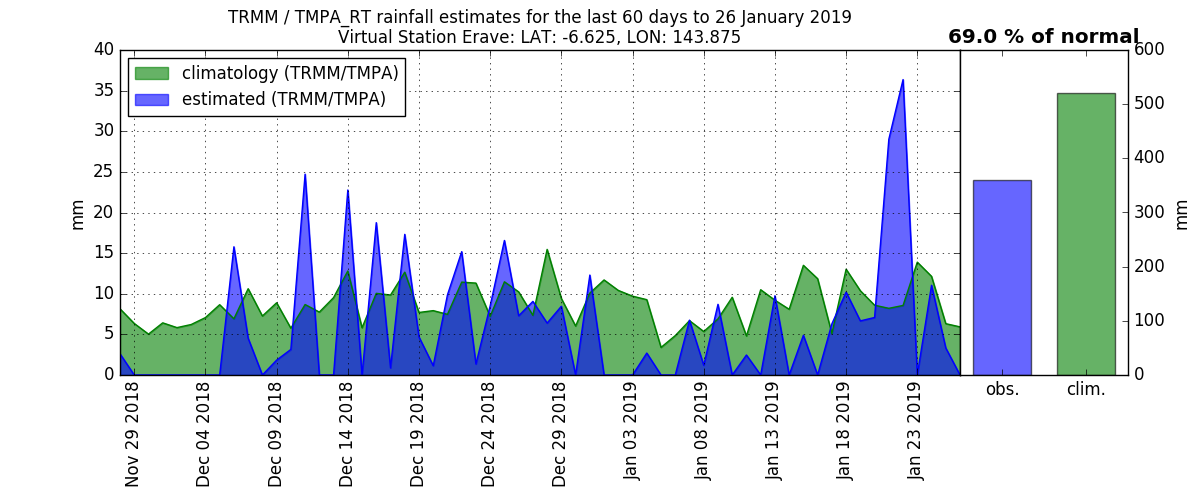 TRMM / TMPA_RT rainfall estimates for the last 60 days to 26 January 2019
Virtual Station Erave: LAT: -6.625, LON: 143.875
69.0 % of normal
climatology (TRMM/TMPA)
estimated (TRMM/TMPA)
40
35
30
25
20
15
10
5
0
mm
Nov 29 2018
Dec 04 2018
Dec 09 2018
Dec 14 2018
Dec 19 2018
Dec 24 2018
Dec 29 2018
Jan 03 2019
Jan 08 2019
Jan 13 2019
Jan 18 2019
Jan 23 2019
obs.
clim.
600
500
400
300
200
100
0
mm